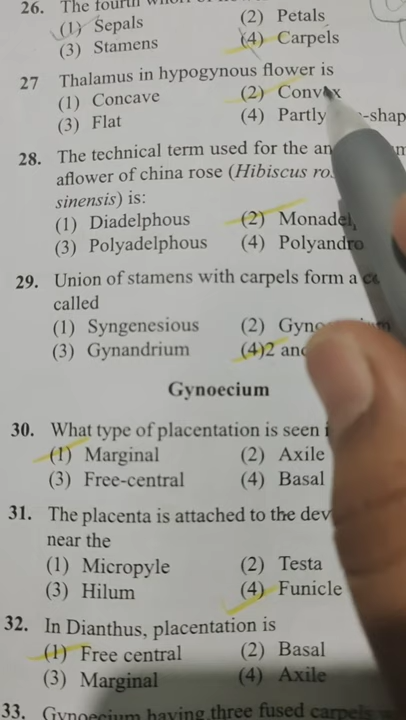 26. The fourth
(1) Sepals (2) Petals
(3) Stamens (4) Carpels
27 Thalamus in hypogynous flower is
(1) Concave (2) Convex
(3) Flat (4) Partly -shap
28. The technical term used for the an
aflower of china rose (Hibiscus ro
sinensis) is:
(1) Diadelphous (2) Monadel
(3) Polyadelphous (4) Polyandro
29. Union of stamens with carpels form a
called
(1) Syngenesious (2) Gyno
(3) Gynandrium (4)2 and
Gynoecium
30. What type of placentation is seen
(1) Marginal (2) Axile
(3) Free-central (4) Basal
31. The placenta is attached to the dev
near the
(1) Micropyle (2) Testa
(3) Hilum (4) Funicle
32. In Dianthus, placentation is
(1) Free central (2) Basal
(3) Marginal (4) Axile
33. Gynoecium having three fused carpels